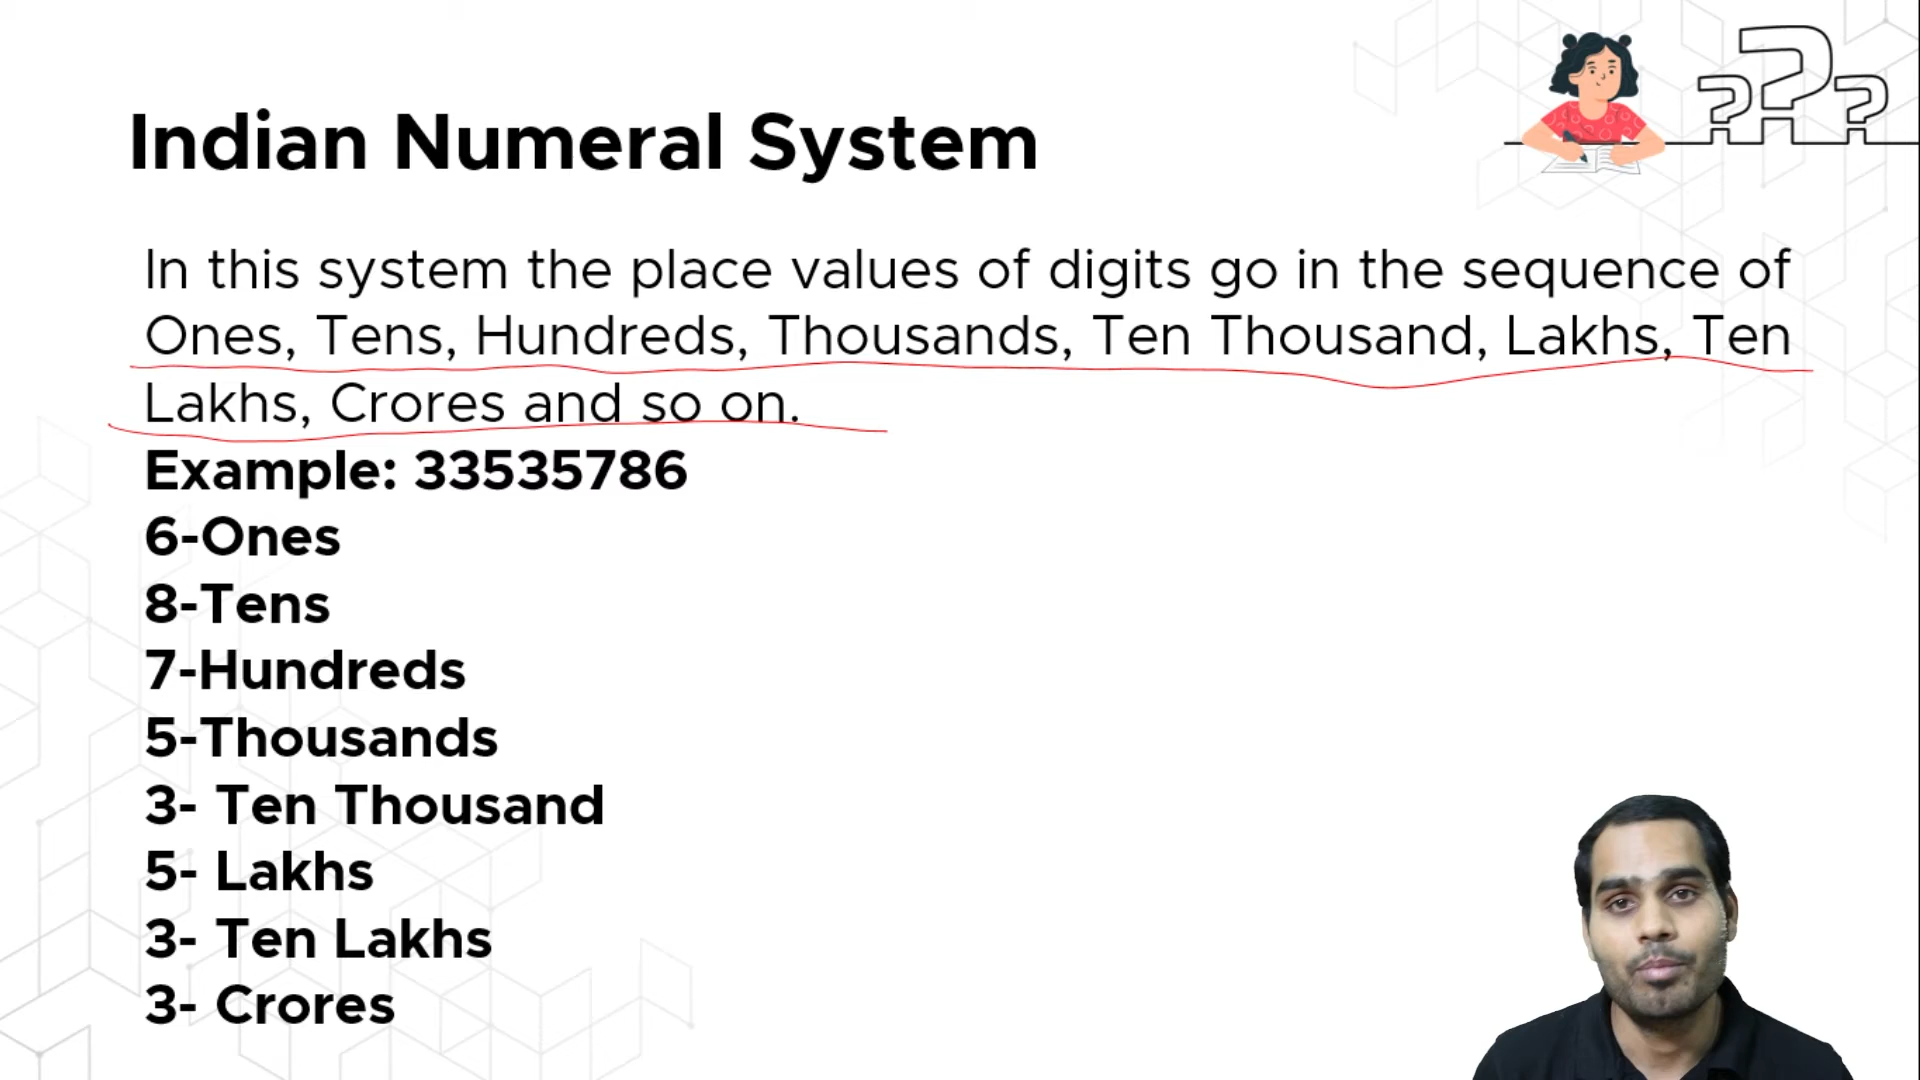 Indian Numeral System
In this system the place values of digits go in the sequence of
Ones, Tens, Hundreds, Thousands, Ten Thousand, Lakhs, Ten
Lakhs, Crores and so on.
Example: 33535786
6-Ones
8-Tens
7-Hundreds
5-Thousands
3- Ten Thousand
5- Lakhs
3- Ten Lakhs
3- Crores
???